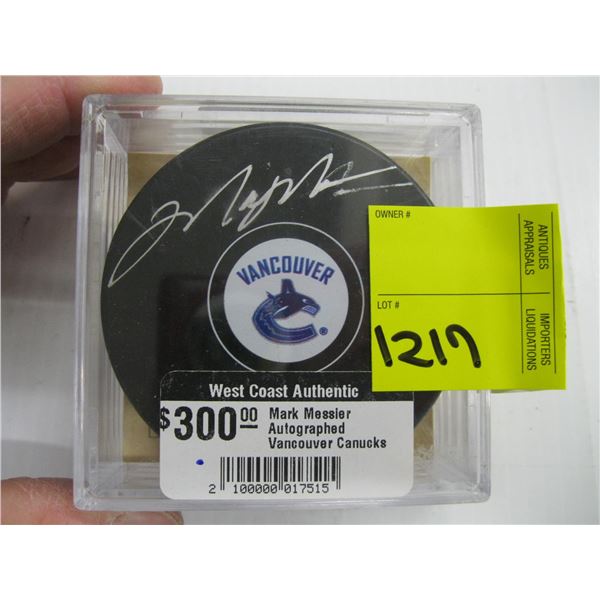 VANCOUVER
®
OWNER #
LOT #
1217
ANTIQUES
APPRAISALS
IMPORTERS
LIQUIDATIONS
West Coast Authentic
$300.00
Mark Messier
Autographed
Vancouver Canucks
2 100000 017515